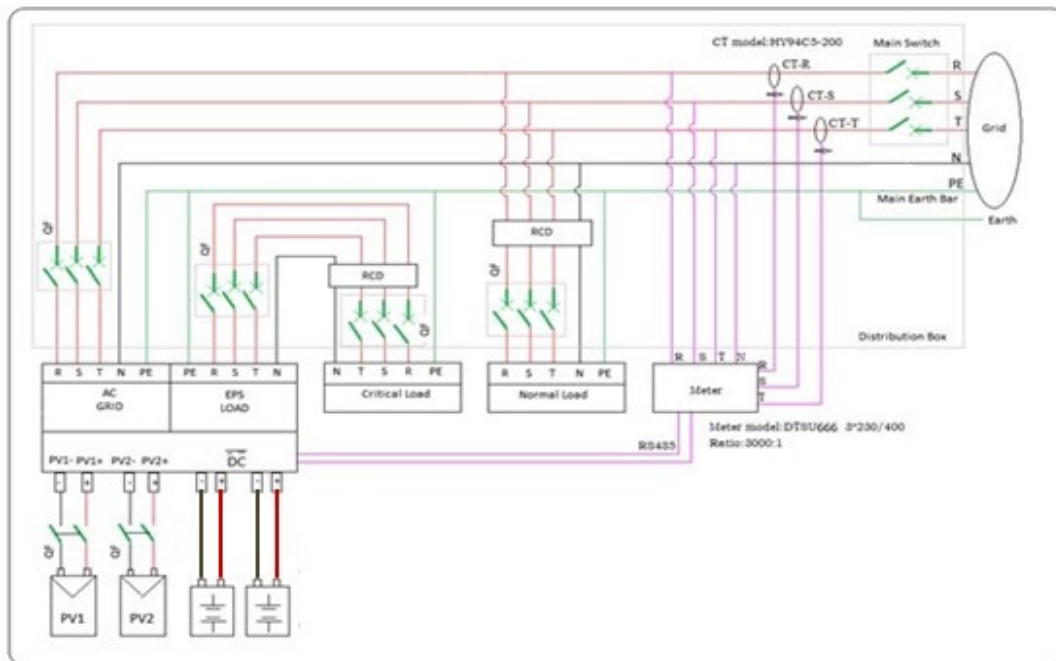 CT model:HY94C5-200
Main Switch
CT-R
R
CT-S
S
CT-T
T
Grid
N
PE
Main Earth Bar
Earth
QF
QF
RCD
RCD
QF
QF
Distribution Box
R S T N PE
PE R S T N
N T S R PE
R S T N PE
R S T N
R
S
T
AC
GRID
EPS
LOAD
Critical Load
Normal Load
Meter
Meter model:DTSU666 3*230/400
Ratio:3000:1
RS485
PV1- PV1+ PV2- PV2+
DC
- + - + - + - +
QF
QF
PV1
PV2